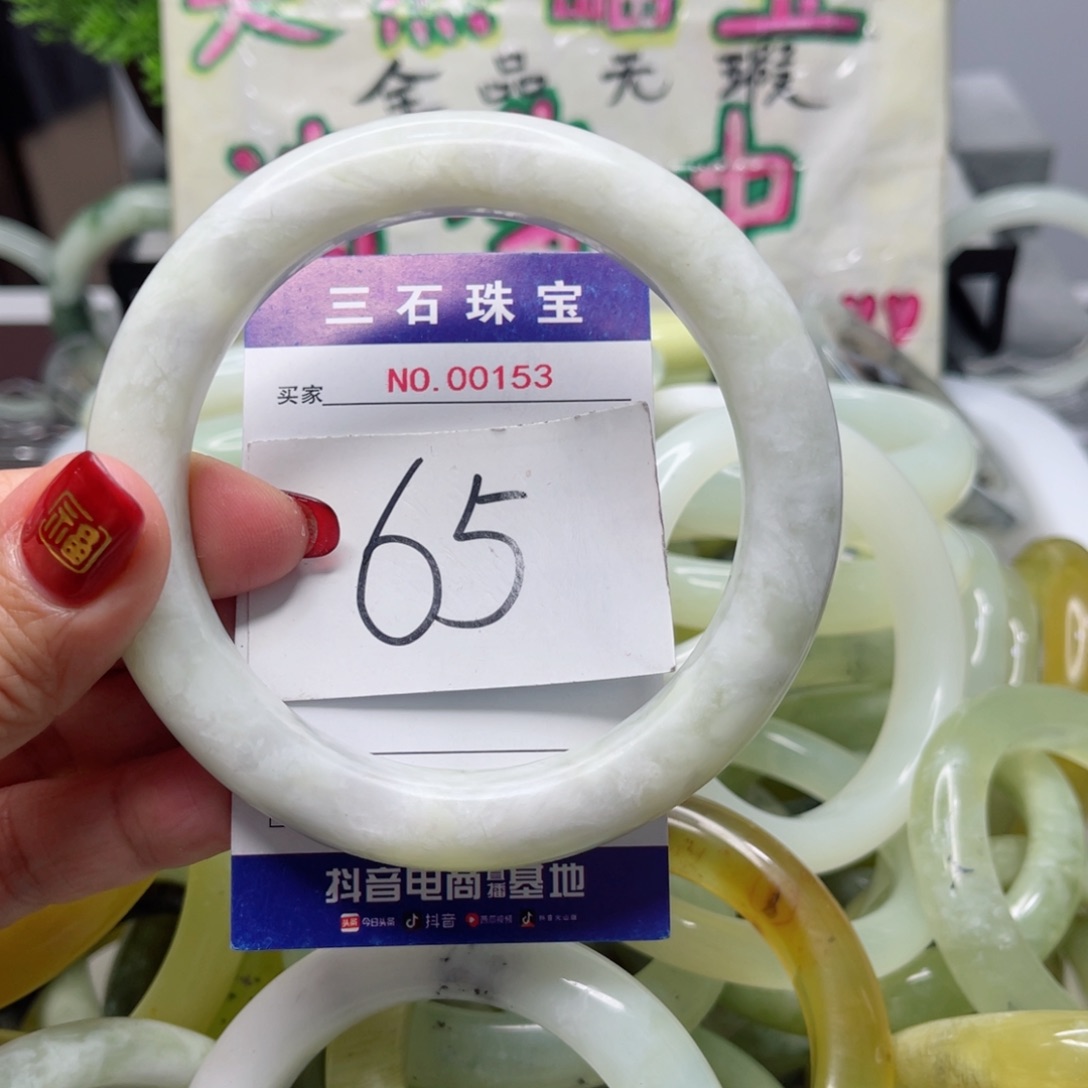 全品无瑕
三石珠宝
买家 NO.00153
65
抖音电商直播基地
今日头条 抖音 西瓜视频
福